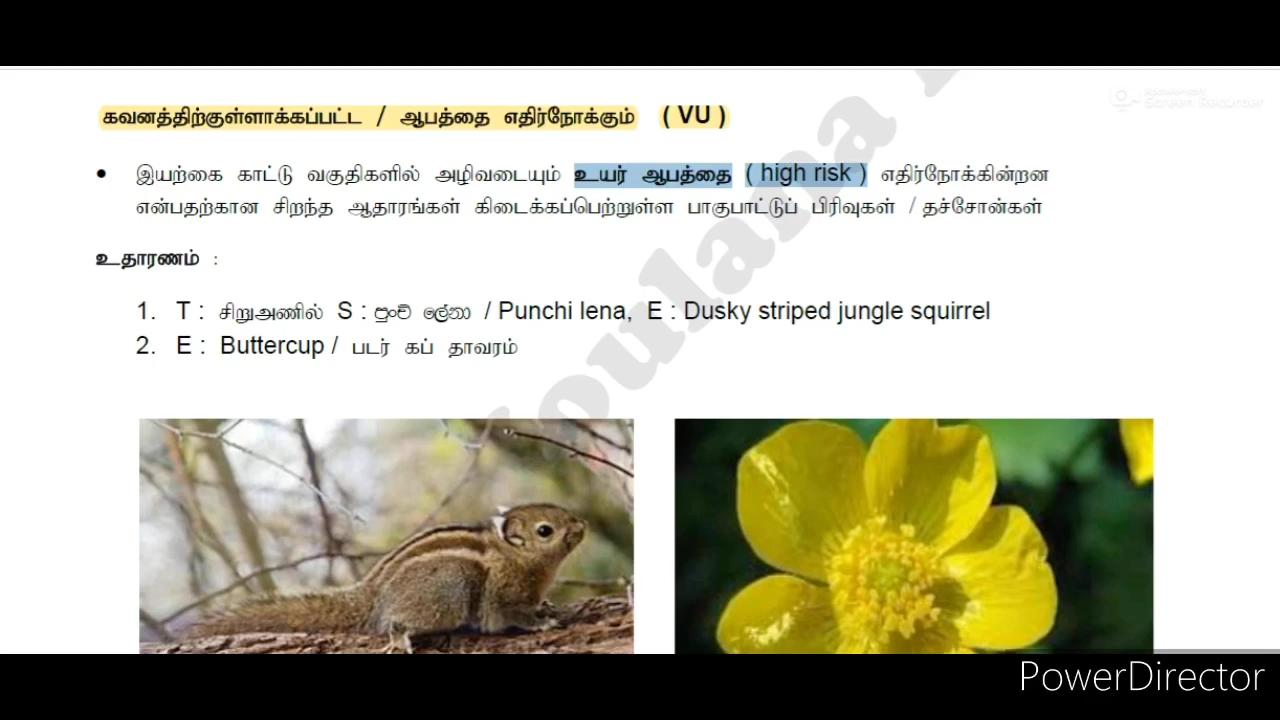 கவனத்திற்குள்ளாக்கப்பட்ட / ஆபத்தை எதிர்நோக்கும் ( VU )
• இயற்கை காட்டு வகுதிகளில் அழிவடையும் உயர் ஆபத்தை ( high risk ) எதிர்நோக்கின்றன
என்பதற்கான சிறந்த ஆதாரங்கள் கிடைக்கப்பெற்றுள்ள பாகுபாட்டுப் பிரிவுகள் / தச்சோன்கள்
உதாரணம் :
1. T : சிறுஅணில் S : පුංචි ලේනා / Punchi lena, E : Dusky striped jungle squirrel
2. E : Buttercup / படர் கப் தாவரம்
Screen Recorder
PowerDirector